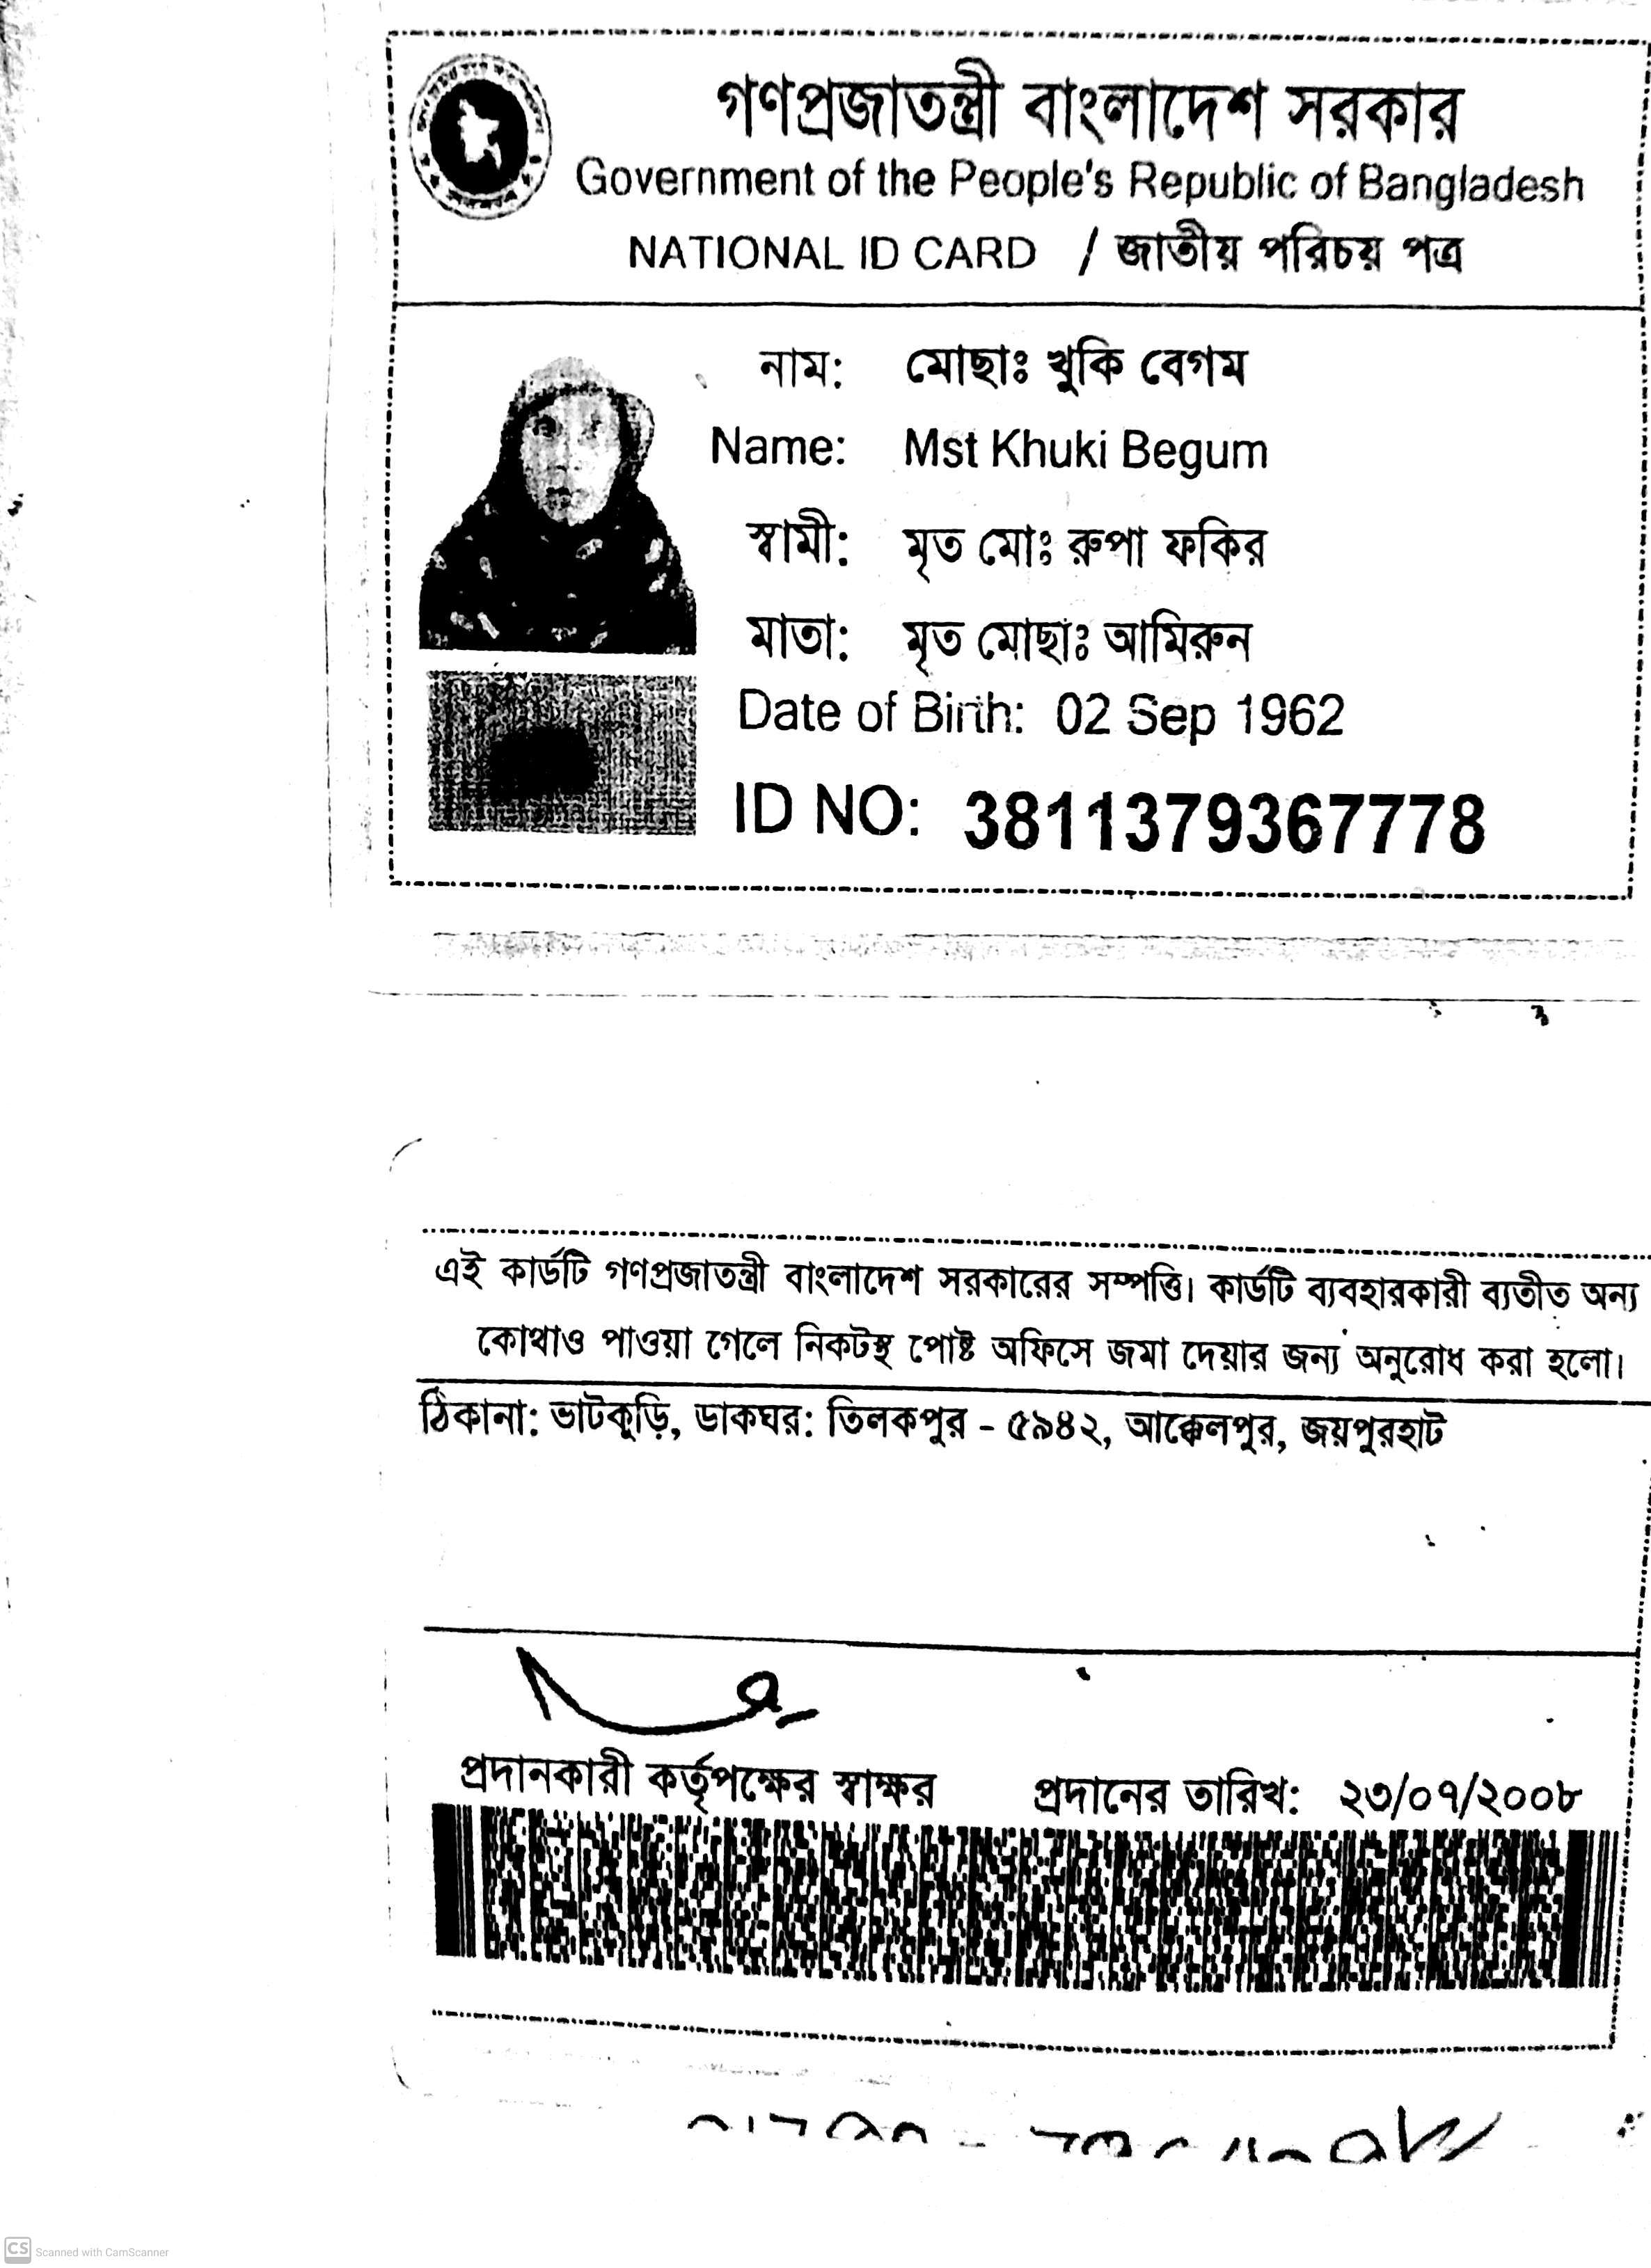 গণপ্রজাতন্ত্রী বাংলাদেশ সরকার
Government of the People's Republic of Bangladesh
NATIONAL ID CARD / জাতীয় পরিচয় পত্র
নাম: মোছাঃ খুকি বেগম
Name: Mst Khuki Begum
স্বামী: মৃত মোঃ রুপা ফকির
মাতা: মৃত মোছাঃ আমিরুন
Date of Birth: 02 Sep 1962
ID NO: 3811379367778
এই কার্ডটি গণপ্রজাতন্ত্রী বাংলাদেশ সরকারের সম্পত্তি। কার্ডটি ব্যবহারকারী ব্যতীত অন্য
কোথাও পাওয়া গেলে নিকটস্থ পোষ্ট অফিসে জমা দেয়ার জন্য অনুরোধ করা হলো।
ঠিকানা: ভাটকুড়ি, ডাকঘর: তিলকপুর - ৫৯৪২, আক্কেলপুর, জয়পুরহাট
প্রদানকারী কর্তৃপক্ষের স্বাক্ষর প্রদানের তারিখ: ২৩/০৭/২০০৮
CS Scanned with CamScanner